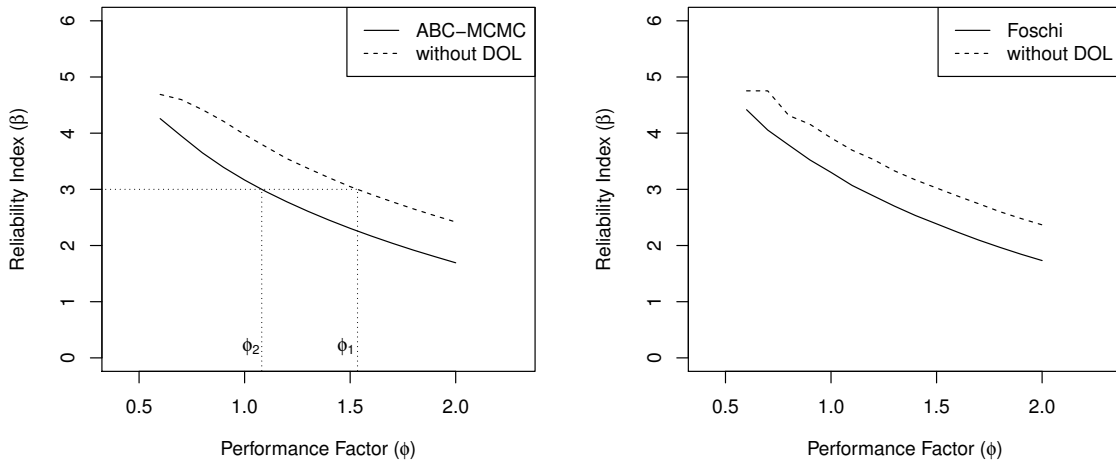 Reliability Index (β)
6
5
4
3
2
1
0
ABC−MCMC
without DOL
ϕ2
ϕ1
0.5
1.0
1.5
2.0
Performance Factor (ϕ)
Reliability Index (β)
6
5
4
3
2
1
0
Foschi
without DOL
0.5
1.0
1.5
2.0
Performance Factor (ϕ)